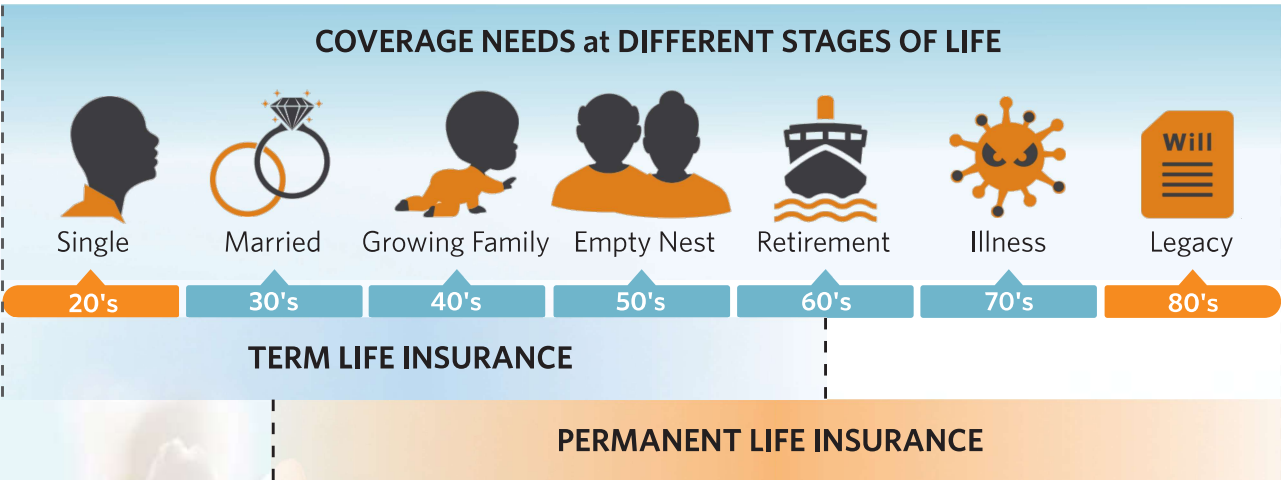 COVERAGE NEEDS at DIFFERENT STAGES OF LIFE
Will
Single Married Growing Family Empty Nest Retirement Illness Legacy
20's 30's 40's 50's 60's 70's 80's
TERM LIFE INSURANCE
PERMANENT LIFE INSURANCE